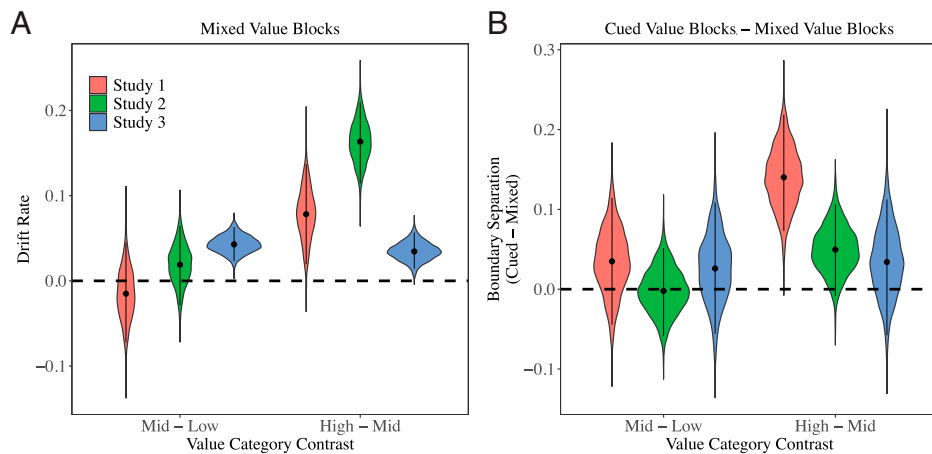 A
Mixed Value Blocks
Study 1
Study 2
Study 3
0.2
0.1
0.0
−0.1
Drift Rate
Mid − Low
High − Mid
Value Category Contrast
B
Cued Value Blocks. − Mixed Value Blocks
0.3
0.2
0.1
0.0
−0.1
Boundary Separation
(Cued − Mixed)
Mid − Low
High − Mid
Value Category Contrast